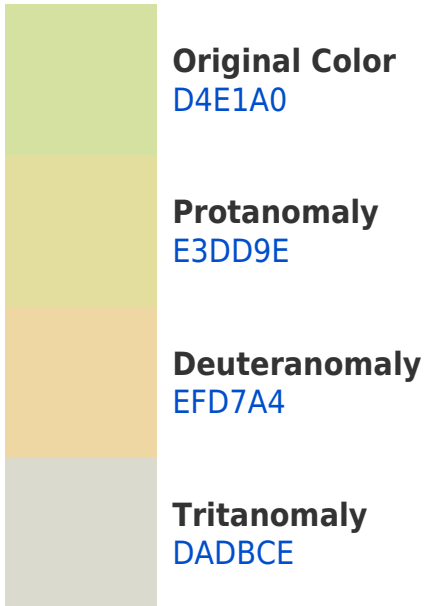 Original Color
D4E1A0
Protanomaly
E3DD9E
Deuteranomaly
EFD7A4
Tritanomaly
DADBCE